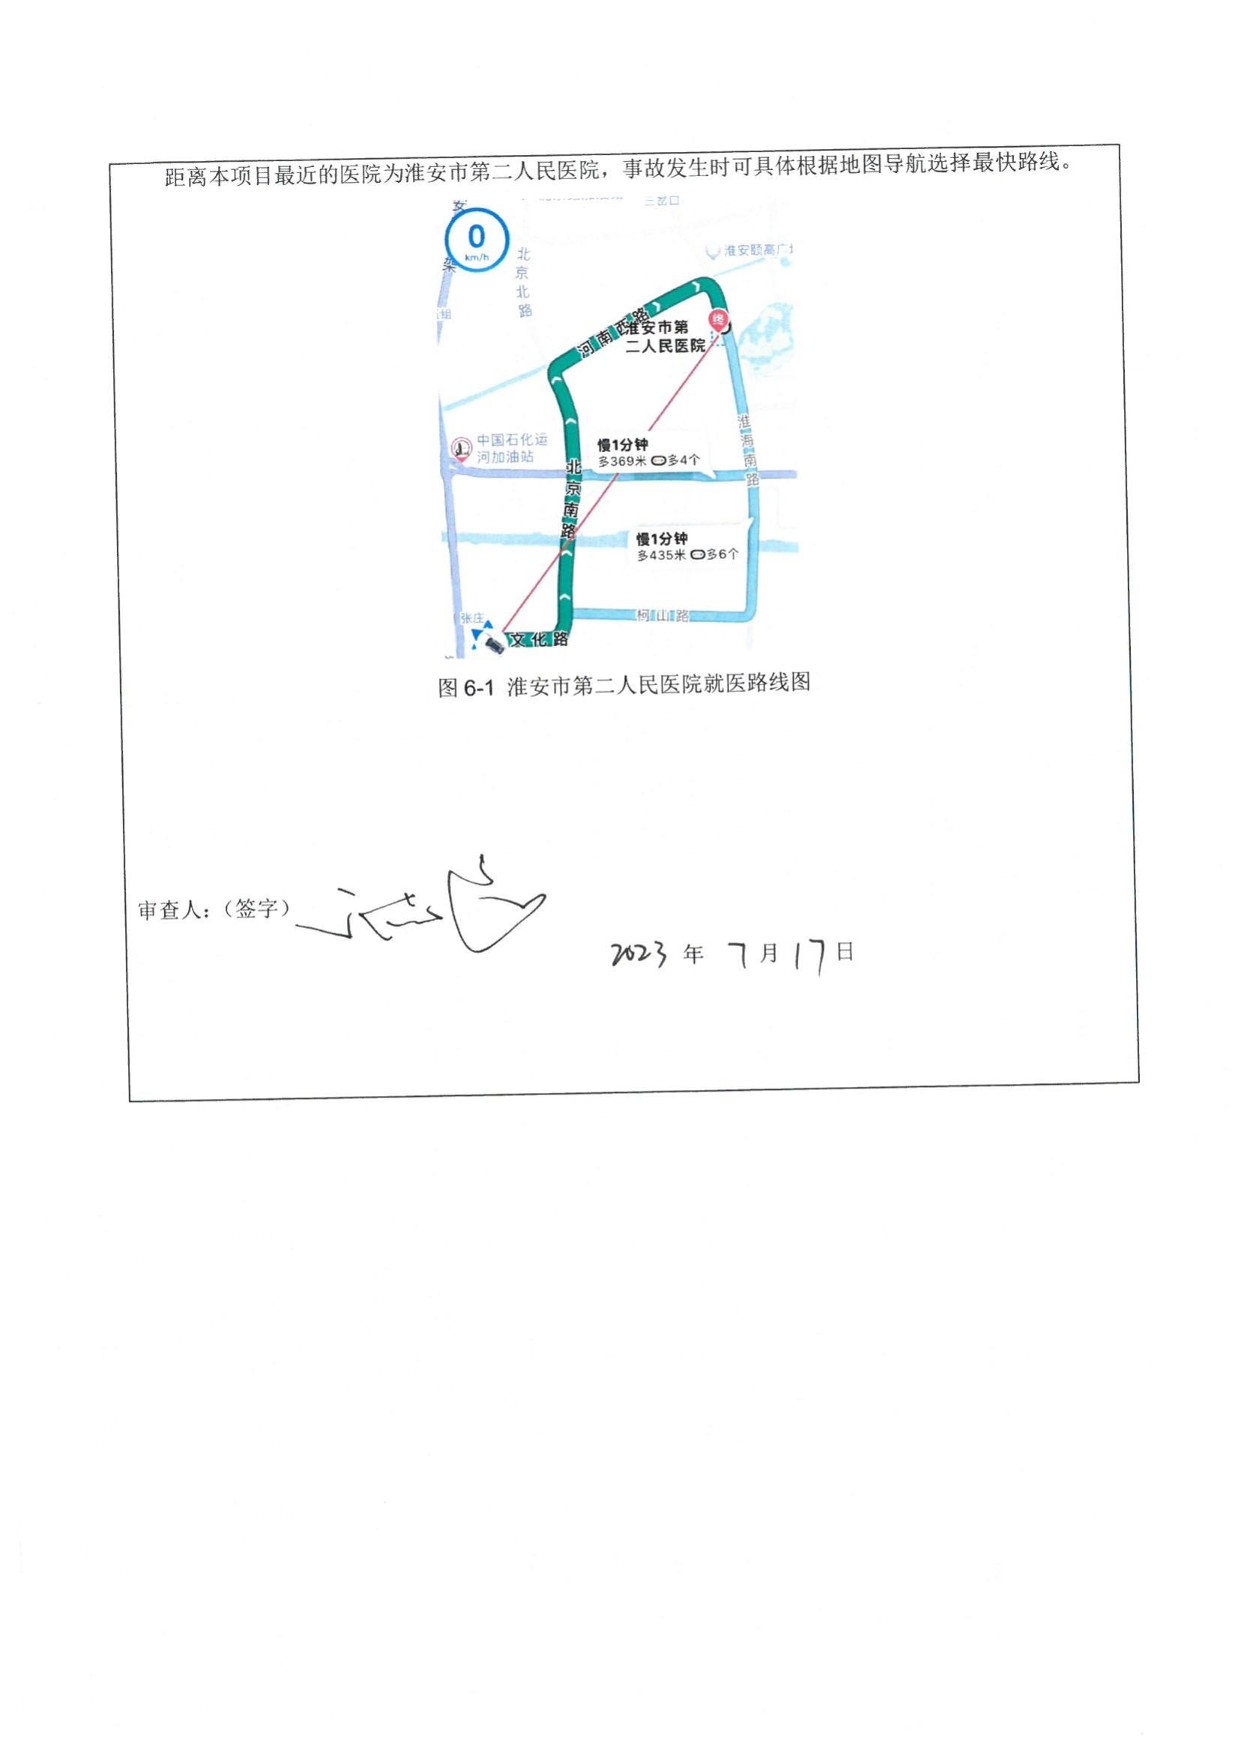 距离本项目最近的医院为淮安市第二人民医院，事故发生时可具体根据地图导航选择最快路线。
三岔口
0
km/h
架
北京北路
淮安颐高广
组
河南西路
终
淮安市第
二人民医院
淮海南路
中国石化运
河加油站
慢1分钟
多369米 多4个
北京南路
慢1分钟
多435米 多6个
柯山路
张庄
文化路
图 6-1 淮安市第二人民医院就医路线图
审查人：（签字）
2023 年 7 月 17 日